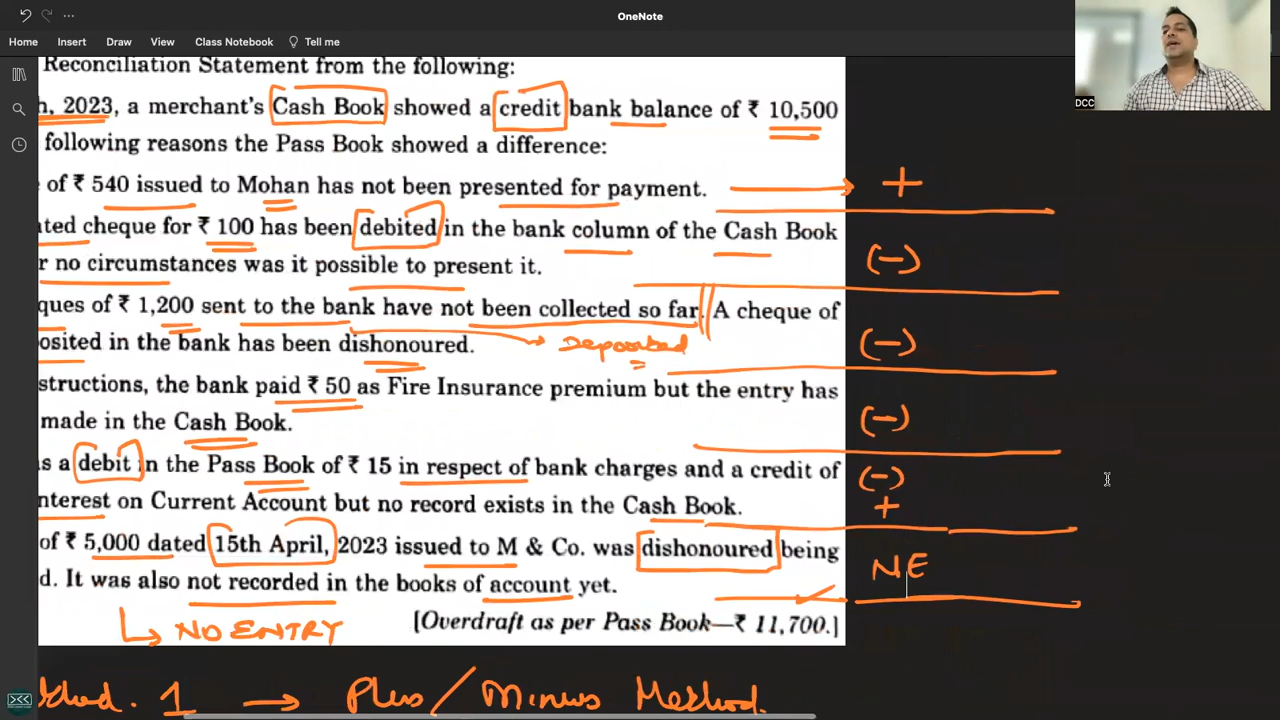 OneNote
Home Insert Draw View Class Notebook Tell me
DCC
Reconciliation Statement from the following:
h, 2023, a merchant's Cash Book showed a credit bank balance of ₹ 10,500
following reasons the Pass Book showed a difference:
of ₹ 540 issued to Mohan has not been presented for payment. +
ated cheque for ₹ 100 has been debited in the bank column of the Cash Book
(-)
r no circumstances was it possible to present it.
ques of ₹ 1,200 sent to the bank have not been collected so far. A cheque of
osited in the bank has been dishonoured. Deposited (-)
structions, the bank paid ₹ 50 as Fire Insurance premium but the entry has
made in the Cash Book. (-)
s a debit in the Pass Book of ₹ 15 in respect of bank charges and a credit of (-)
nterest on Current Account but no record exists in the Cash Book. +
of ₹ 5,000 dated 15th April, 2023 issued to M & Co. was dishonoured being
NE
d. It was also not recorded in the books of account yet.
NO ENTRY [Overdraft as per Pass Book—₹ 11,700.]
thod. 1 → Plus/Minus Method.